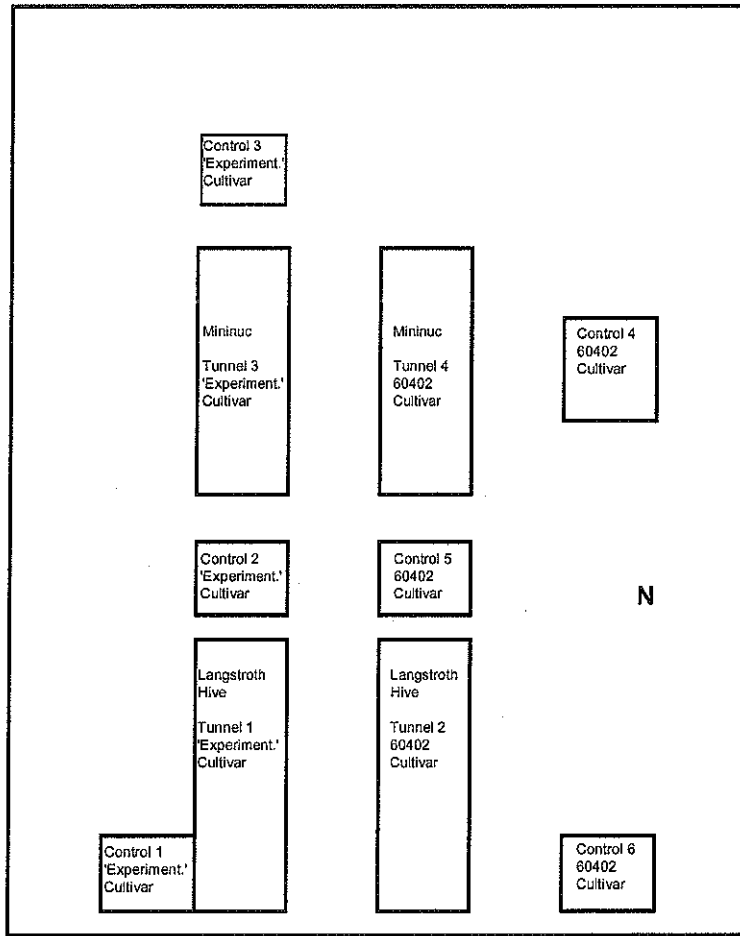 Control 3
'Experiment.'
Cultivar
Mininuc
Tunnel 3
'Experiment.'
Cultivar
Mininuc
Tunnel 4
60402
Cultivar
Control 4
60402
Cultivar
Control 2
'Experiment.'
Cultivar
Control 5
60402
Cultivar
N
Langstroth
Hive
Tunnel 1
'Experiment.'
Cultivar
Langstroth
Hive
Tunnel 2
60402
Cultivar
Control 1
'Experiment.'
Cultivar
Control 6
60402
Cultivar